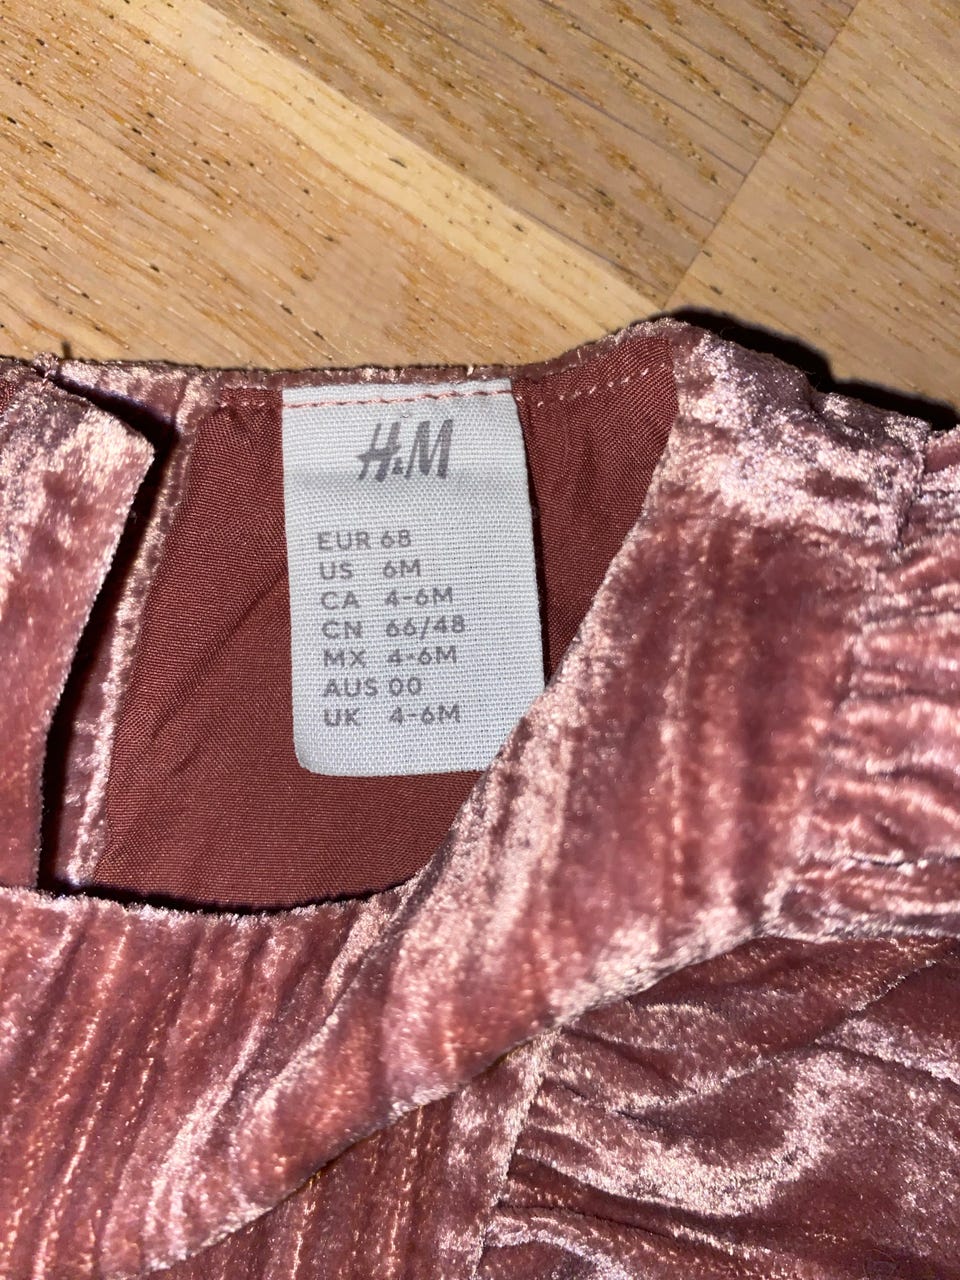 H&M
EUR 68
US 6M
CA 4-6M
CN 66/48
MX 4-6M
AUS 00
UK 4-6M